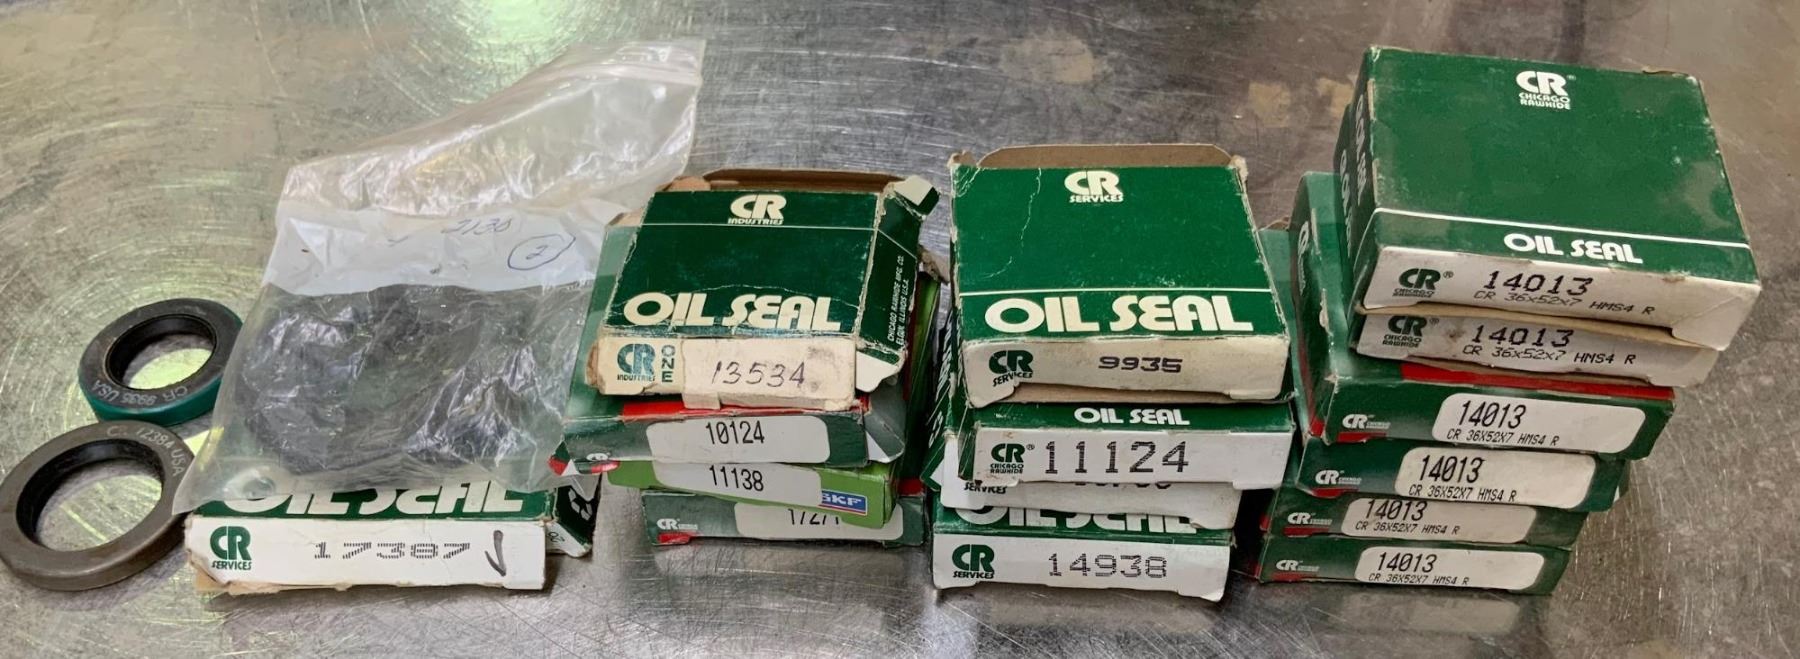 CR 9935 USA
CR 12384 USA
2
OIL SEAL
CR
SERVICES
17387
CR
INDUSTRIES
OIL SEAL
CHICAGO RAWHIDE MFG. CO.
ELGIN, ILLINOIS U.S.A.
CR
INDUSTRIES
ONE
13534
10124
11138
SKF
CR
CR
SERVICES
OIL SEAL
CR
SERVICES
9935
OIL SEAL
CR
CHICAGO
RAWHIDE
11124
SERVICES
OIL SEAL
CR
SERVICES
14938
CR
CHICAGO
RAWHIDE
OIL SEAL
CR
CHICAGO
RAWHIDE
14013
CR 36x52x7 HMS4 R
CR
CHICAGO
RAWHIDE
14013
CR 36x52x7 HMS4 R
CR
14013
CR 36X52X7 HMS4 R
CR
14013
CR 36X52X7 HMS4 R
CR
14013
CR 36X52X7 HMS4 R
CR
14013
CR 36X52X7 HMS4 R